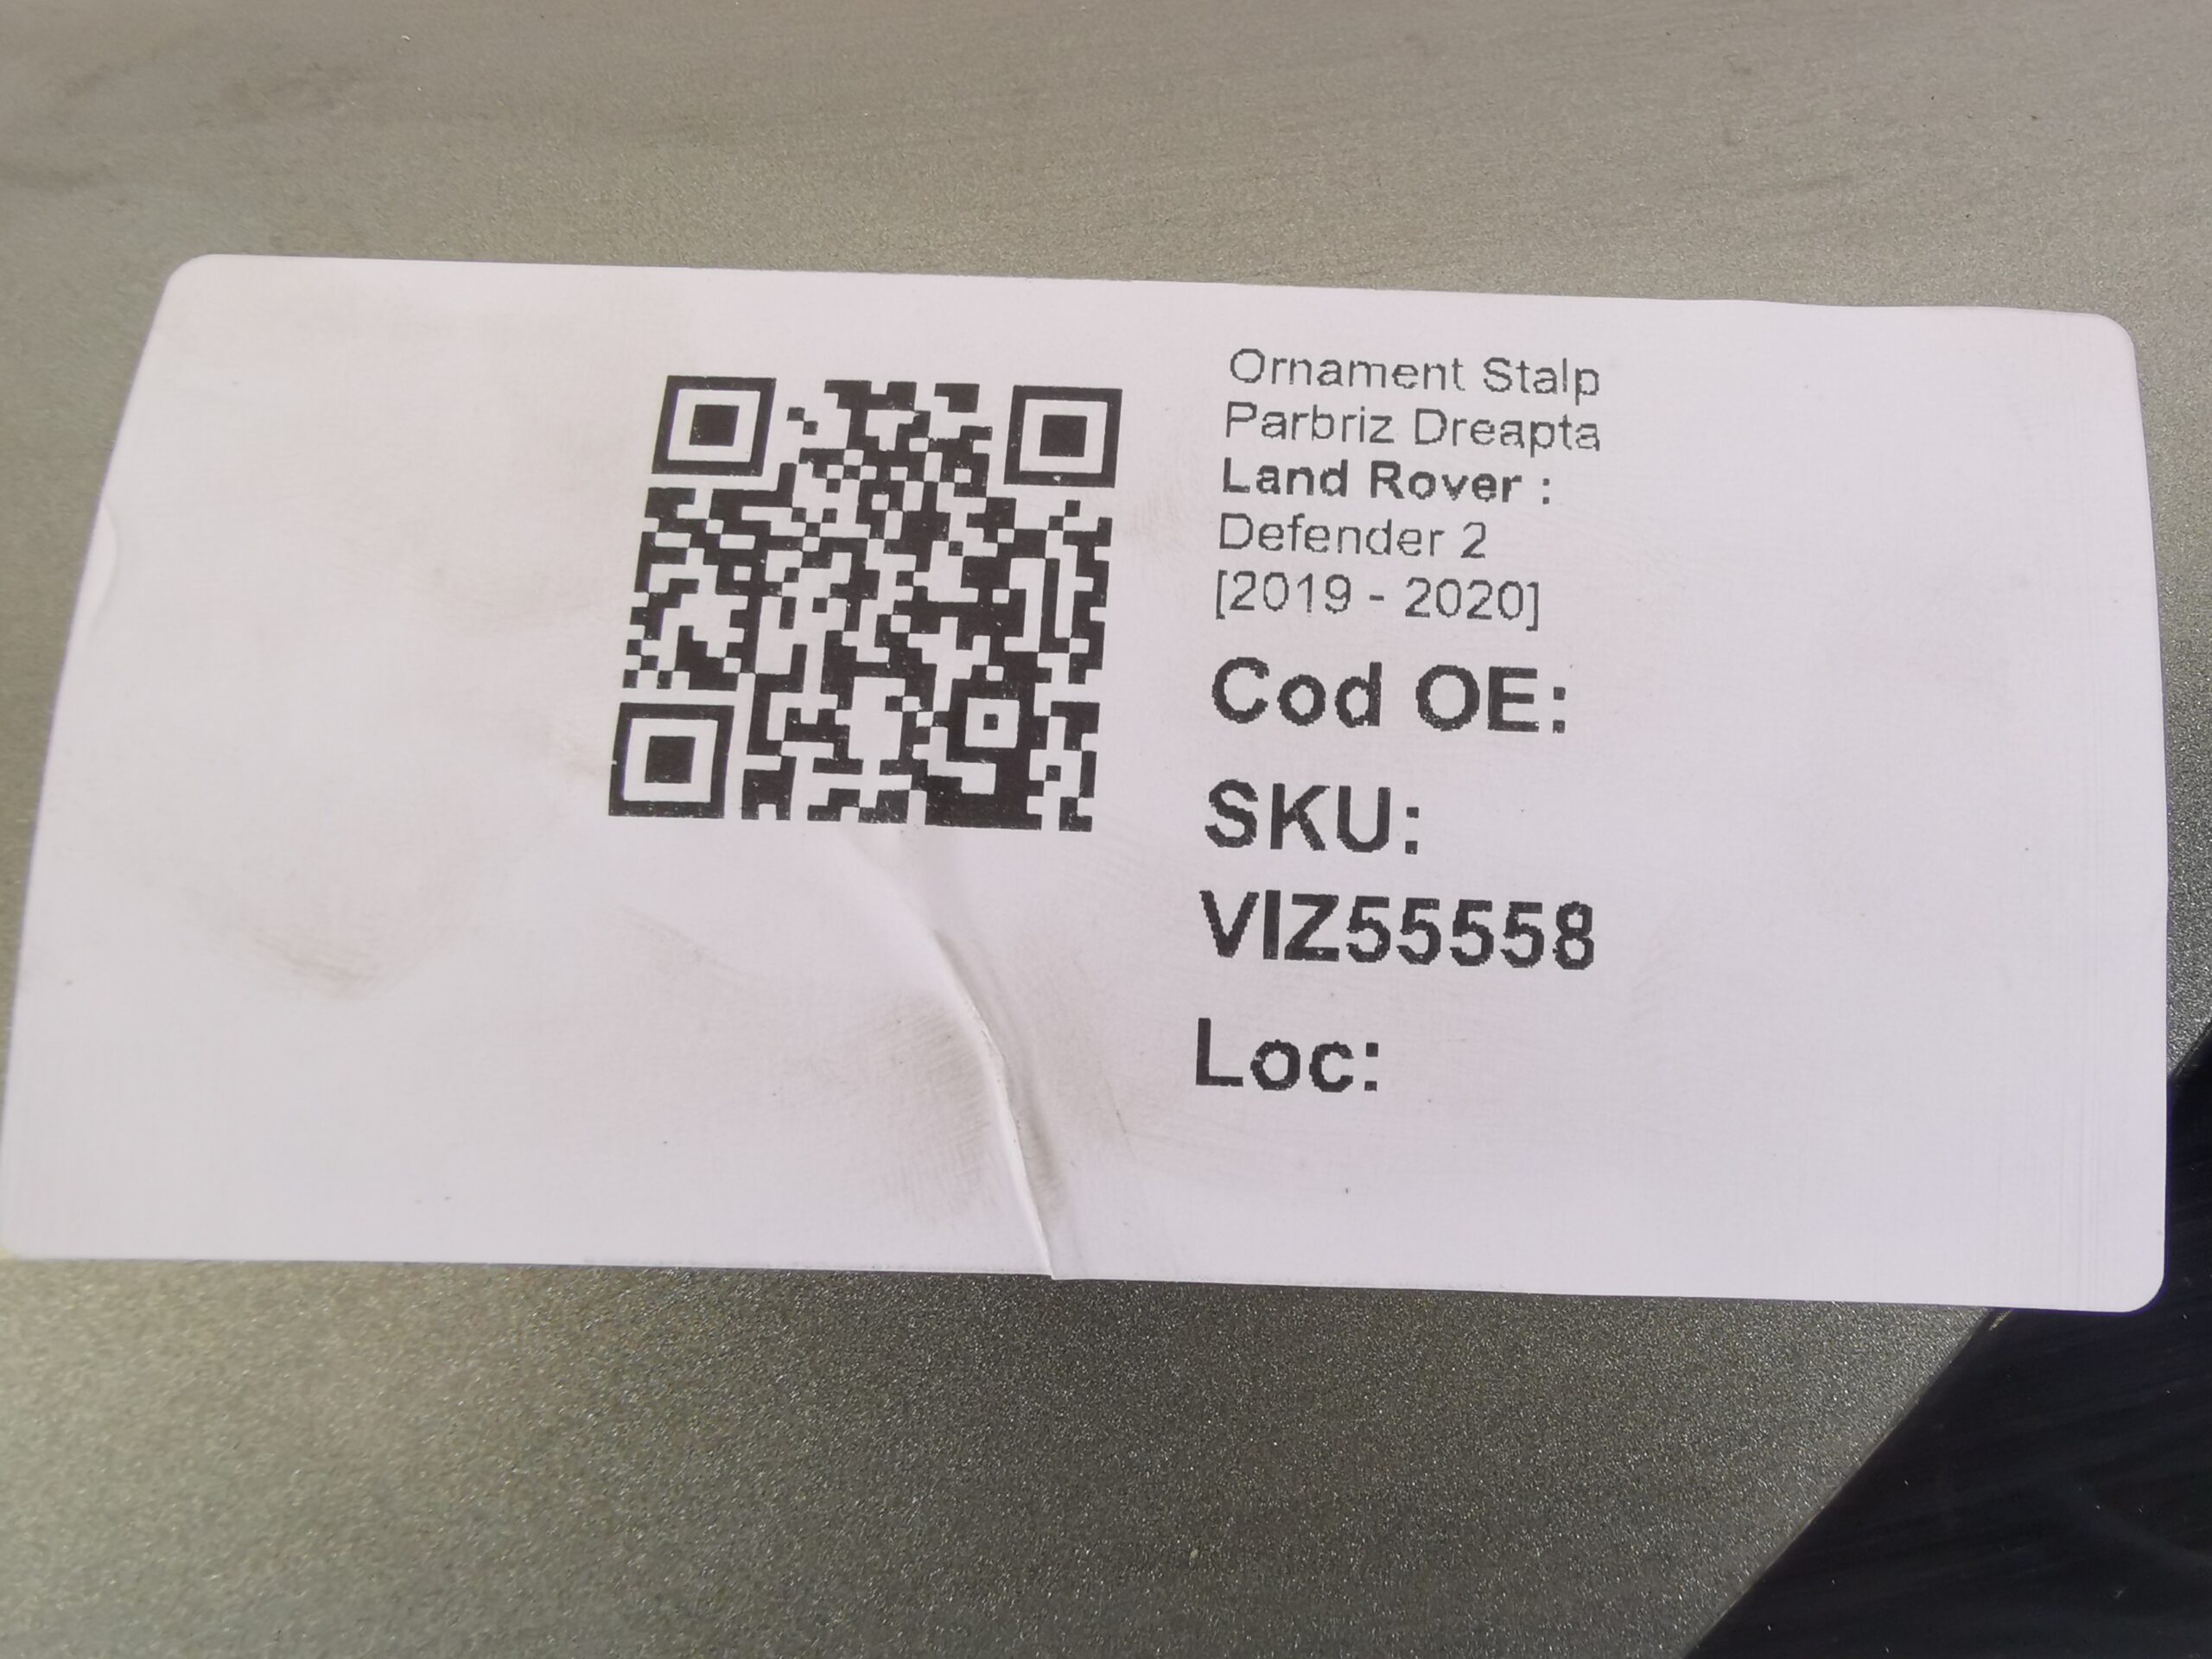 Ornament Stalp
Parbriz Dreapta
Land Rover :
Defender 2
[2019 - 2020]
Cod OE:
SKU:
VIZ55558
Loc: